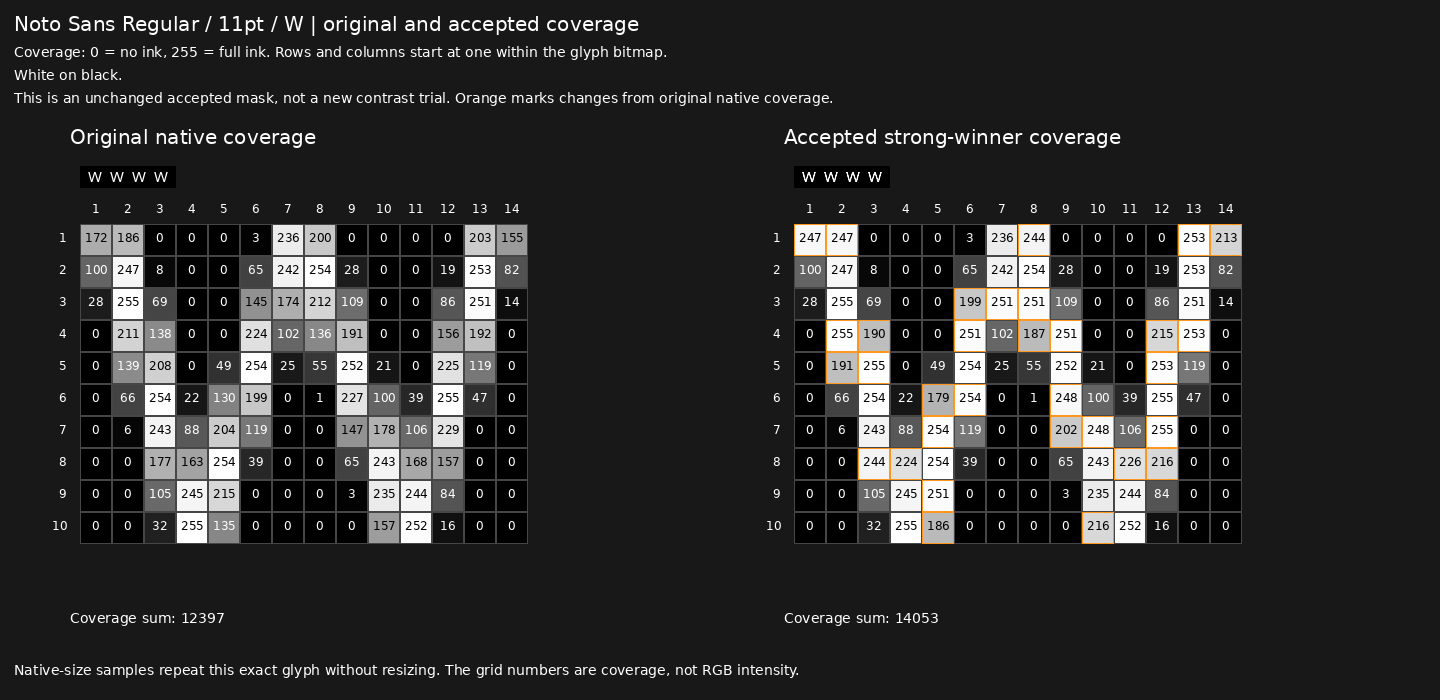 Noto Sans Regular / 11pt / W | original and accepted coverage
Coverage: 0 = no ink, 255 = full ink. Rows and columns start at one within the glyph bitmap.
White on black.
This is an unchanged accepted mask, not a new contrast trial. Orange marks changes from original native coverage.
Original native coverage
W W W W
1 2 3 4 5 6 7 8 9 10 11 12 13 14
1 172 186 0 0 0 3 236 200 0 0 0 0 203 155
2 100 247 8 0 0 65 242 254 28 0 0 19 253 82
3 28 255 69 0 0 145 174 212 109 0 0 86 251 14
4 0 211 138 0 0 224 102 136 191 0 0 156 192 0
5 0 139 208 0 49 254 25 55 252 21 0 225 119 0
6 0 66 254 22 130 199 0 1 227 100 39 255 47 0
7 0 6 243 88 204 119 0 0 147 178 106 229 0 0
8 0 0 177 163 254 39 0 0 65 243 168 157 0 0
9 0 0 105 245 215 0 0 0 3 235 244 84 0 0
10 0 0 32 255 135 0 0 0 0 157 252 16 0 0
Coverage sum: 12397
Accepted strong-winner coverage
W W W W
1 2 3 4 5 6 7 8 9 10 11 12 13 14
1 247 247 0 0 0 3 236 244 0 0 0 0 253 213
2 100 247 8 0 0 65 242 254 28 0 0 19 253 82
3 28 255 69 0 0 199 251 251 109 0 0 86 251 14
4 0 255 190 0 0 251 102 187 251 0 0 215 253 0
5 0 191 255 0 49 254 25 55 252 21 0 253 119 0
6 0 66 254 22 179 254 0 1 248 100 39 255 47 0
7 0 6 243 88 254 119 0 0 202 248 106 255 0 0
8 0 0 244 224 254 39 0 0 65 243 226 216 0 0
9 0 0 105 245 251 0 0 0 3 235 244 84 0 0
10 0 0 32 255 186 0 0 0 0 216 252 16 0 0
Coverage sum: 14053
Native-size samples repeat this exact glyph without resizing. The grid numbers are coverage, not RGB intensity.